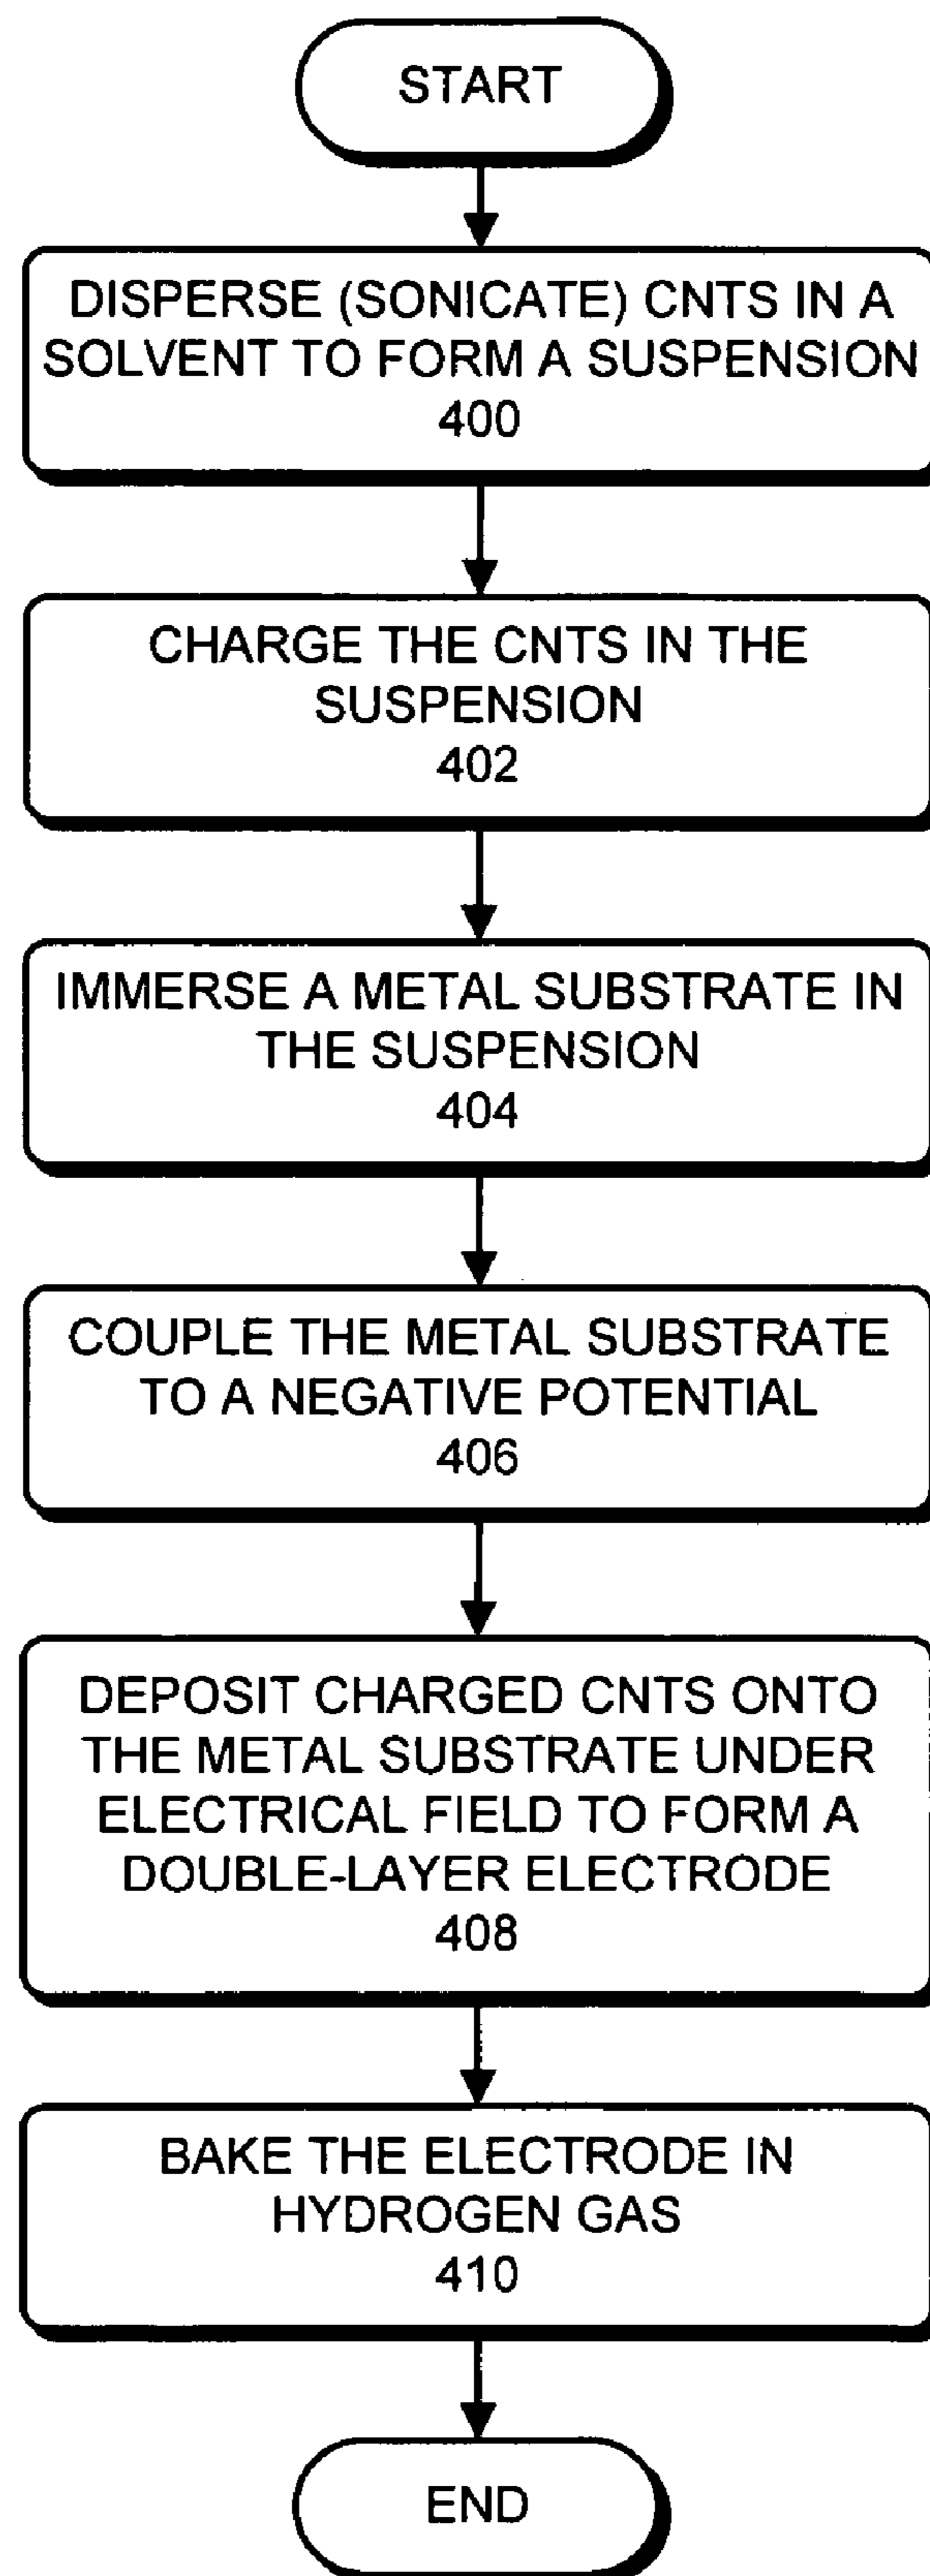 START
DISPERSE (SONICATE) CNTS IN A
SOLVENT TO FORM A SUSPENSION
400
CHARGE THE CNTS IN THE
SUSPENSION
402
IMMERSE A METAL SUBSTRATE IN
THE SUSPENSION
404
COUPLE THE METAL SUBSTRATE
TO A NEGATIVE POTENTIAL
406
DEPOSIT CHARGED CNTS ONTO
THE METAL SUBSTRATE UNDER
ELECTRICAL FIELD TO FORM A
DOUBLE-LAYER ELECTRODE
408
BAKE THE ELECTRODE IN
HYDROGEN GAS
410
END